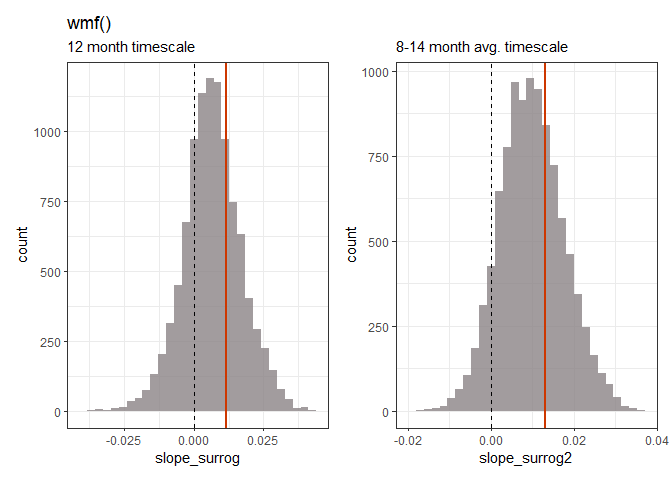 wmf()
12 month timescale
1000
750
500
250
0
count
-0.025
0.000
0.025
slope_surrog
8-14 month avg. timescale
1000
750
500
250
0
count
-0.02
0.00
0.02
0.04
slope_surrog2